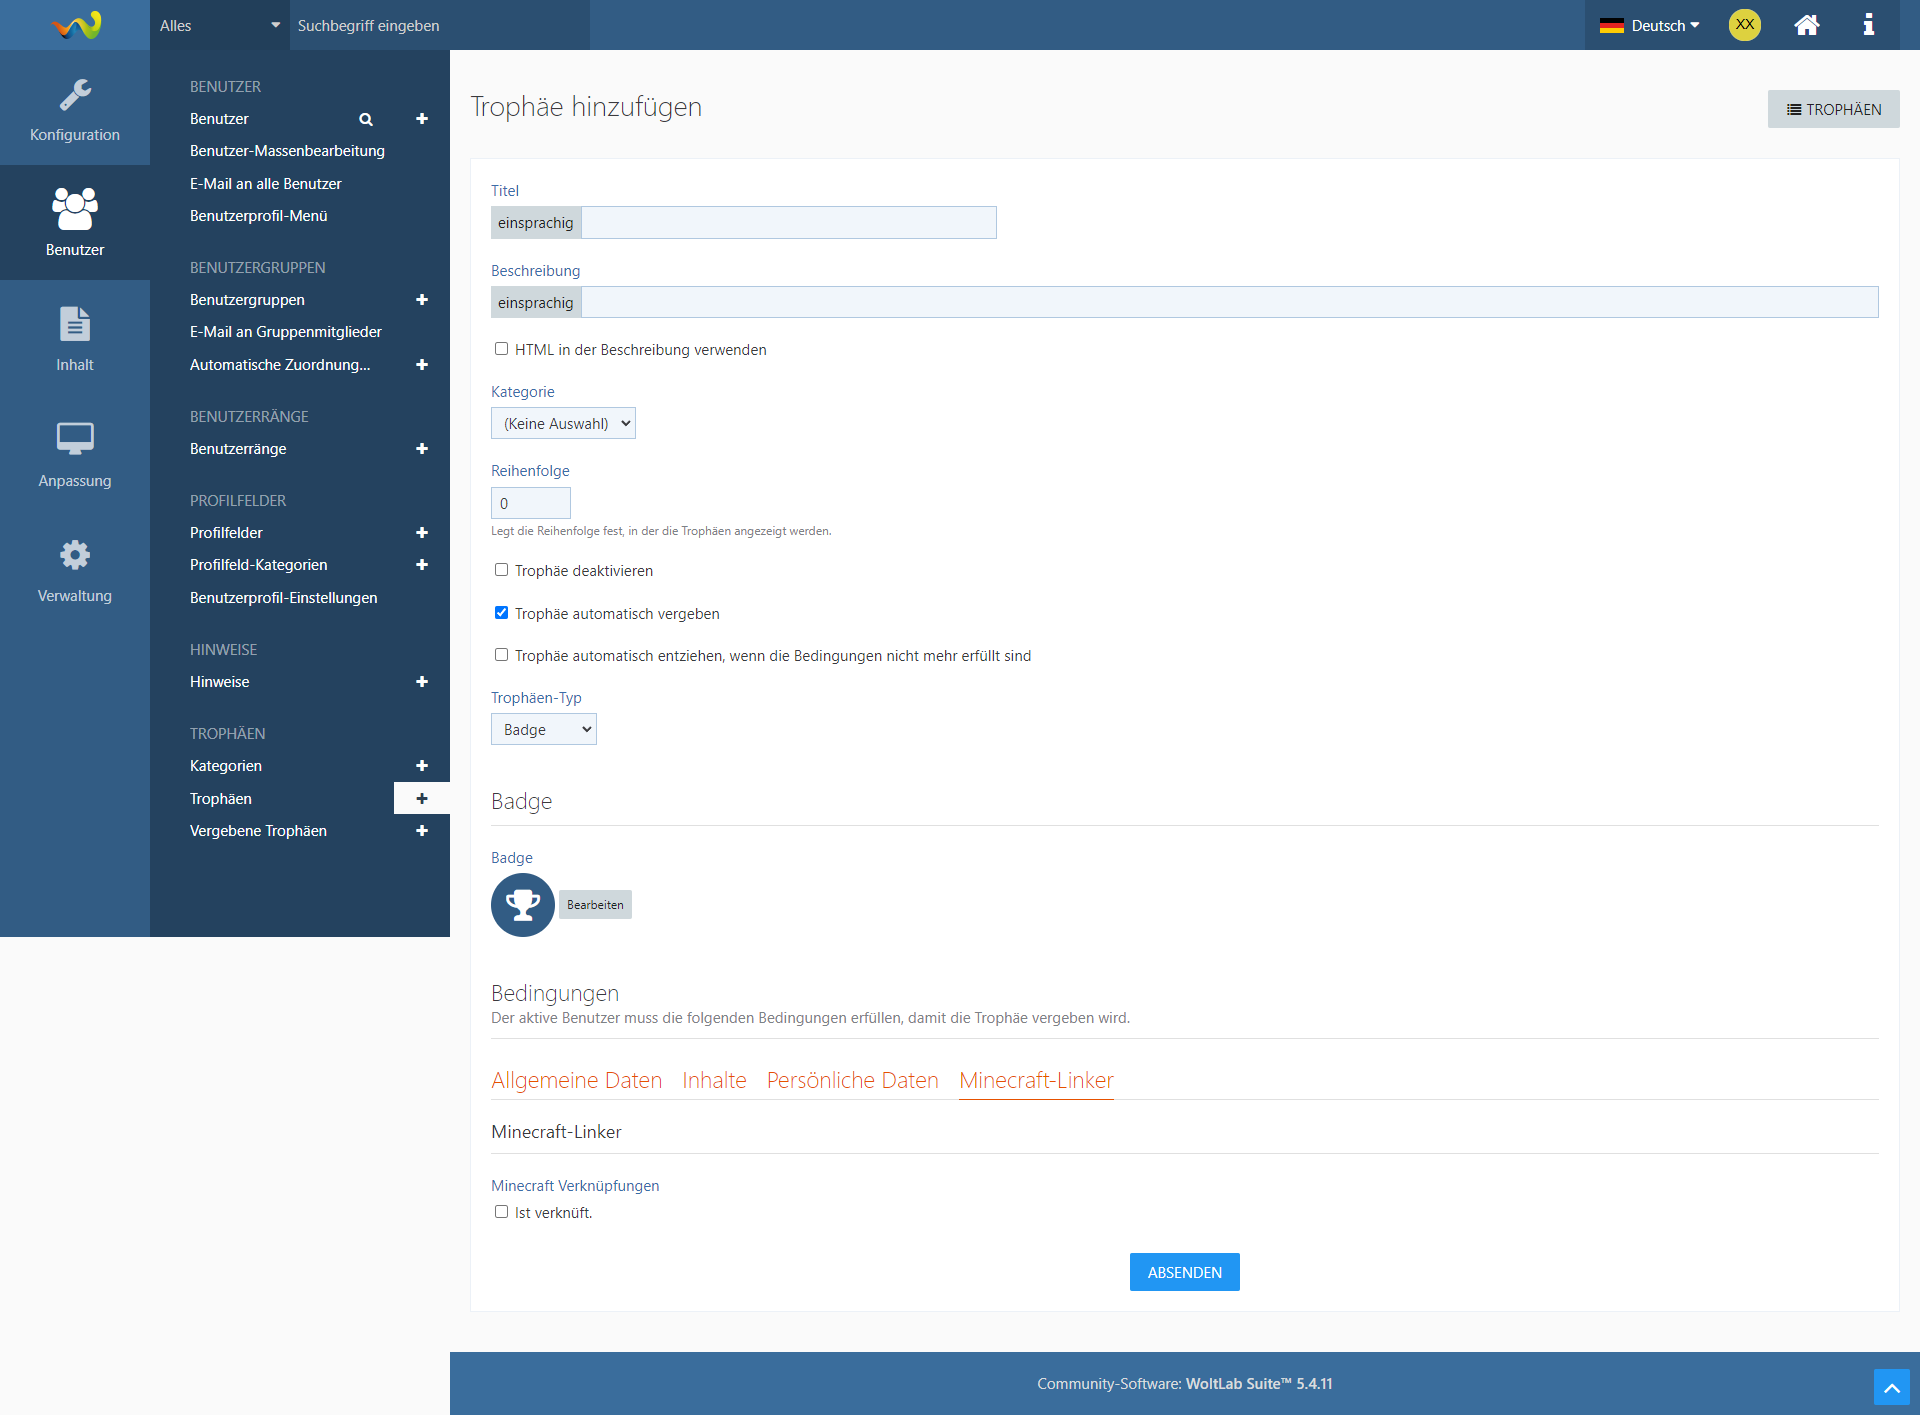 Alles
Suchbegriff eingeben
Deutsch
XX
Konfiguration
Benutzer
Inhalt
Anpassung
Verwaltung
BENUTZER
Benutzer
Benutzer-Massenbearbeitung
E-Mail an alle Benutzer
Benutzerprofil-Menü
BENUTZERGRUPPEN
Benutzergruppen
E-Mail an Gruppenmitglieder
Automatische Zuordnung...
BENUTZERRÄNGE
Benutzerränge
PROFILFELDER
Profilfelder
Profilfeld-Kategorien
Benutzerprofil-Einstellungen
HINWEISE
Hinweise
TROPHÄEN
Kategorien
Trophäen
Vergebene Trophäen
Trophäe hinzufügen
TROPHÄEN
Titel
einsprachig
Beschreibung
einsprachig
HTML in der Beschreibung verwenden
Kategorie
(Keine Auswahl)
Reihenfolge
0
Legt die Reihenfolge fest, in der die Trophäen angezeigt werden.
Trophäe deaktivieren
Trophäe automatisch vergeben
Trophäe automatisch entziehen, wenn die Bedingungen nicht mehr erfüllt sind
Trophäen-Typ
Badge
Badge
Badge
Bearbeiten
Bedingungen
Der aktive Benutzer muss die folgenden Bedingungen erfüllen, damit die Trophäe vergeben wird.
Allgemeine Daten Inhalte Persönliche Daten Minecraft-Linker
Minecraft-Linker
Minecraft Verknüpfungen
Ist verknüft.
ABSENDEN
Community-Software: WoltLab Suite™ 5.4.11